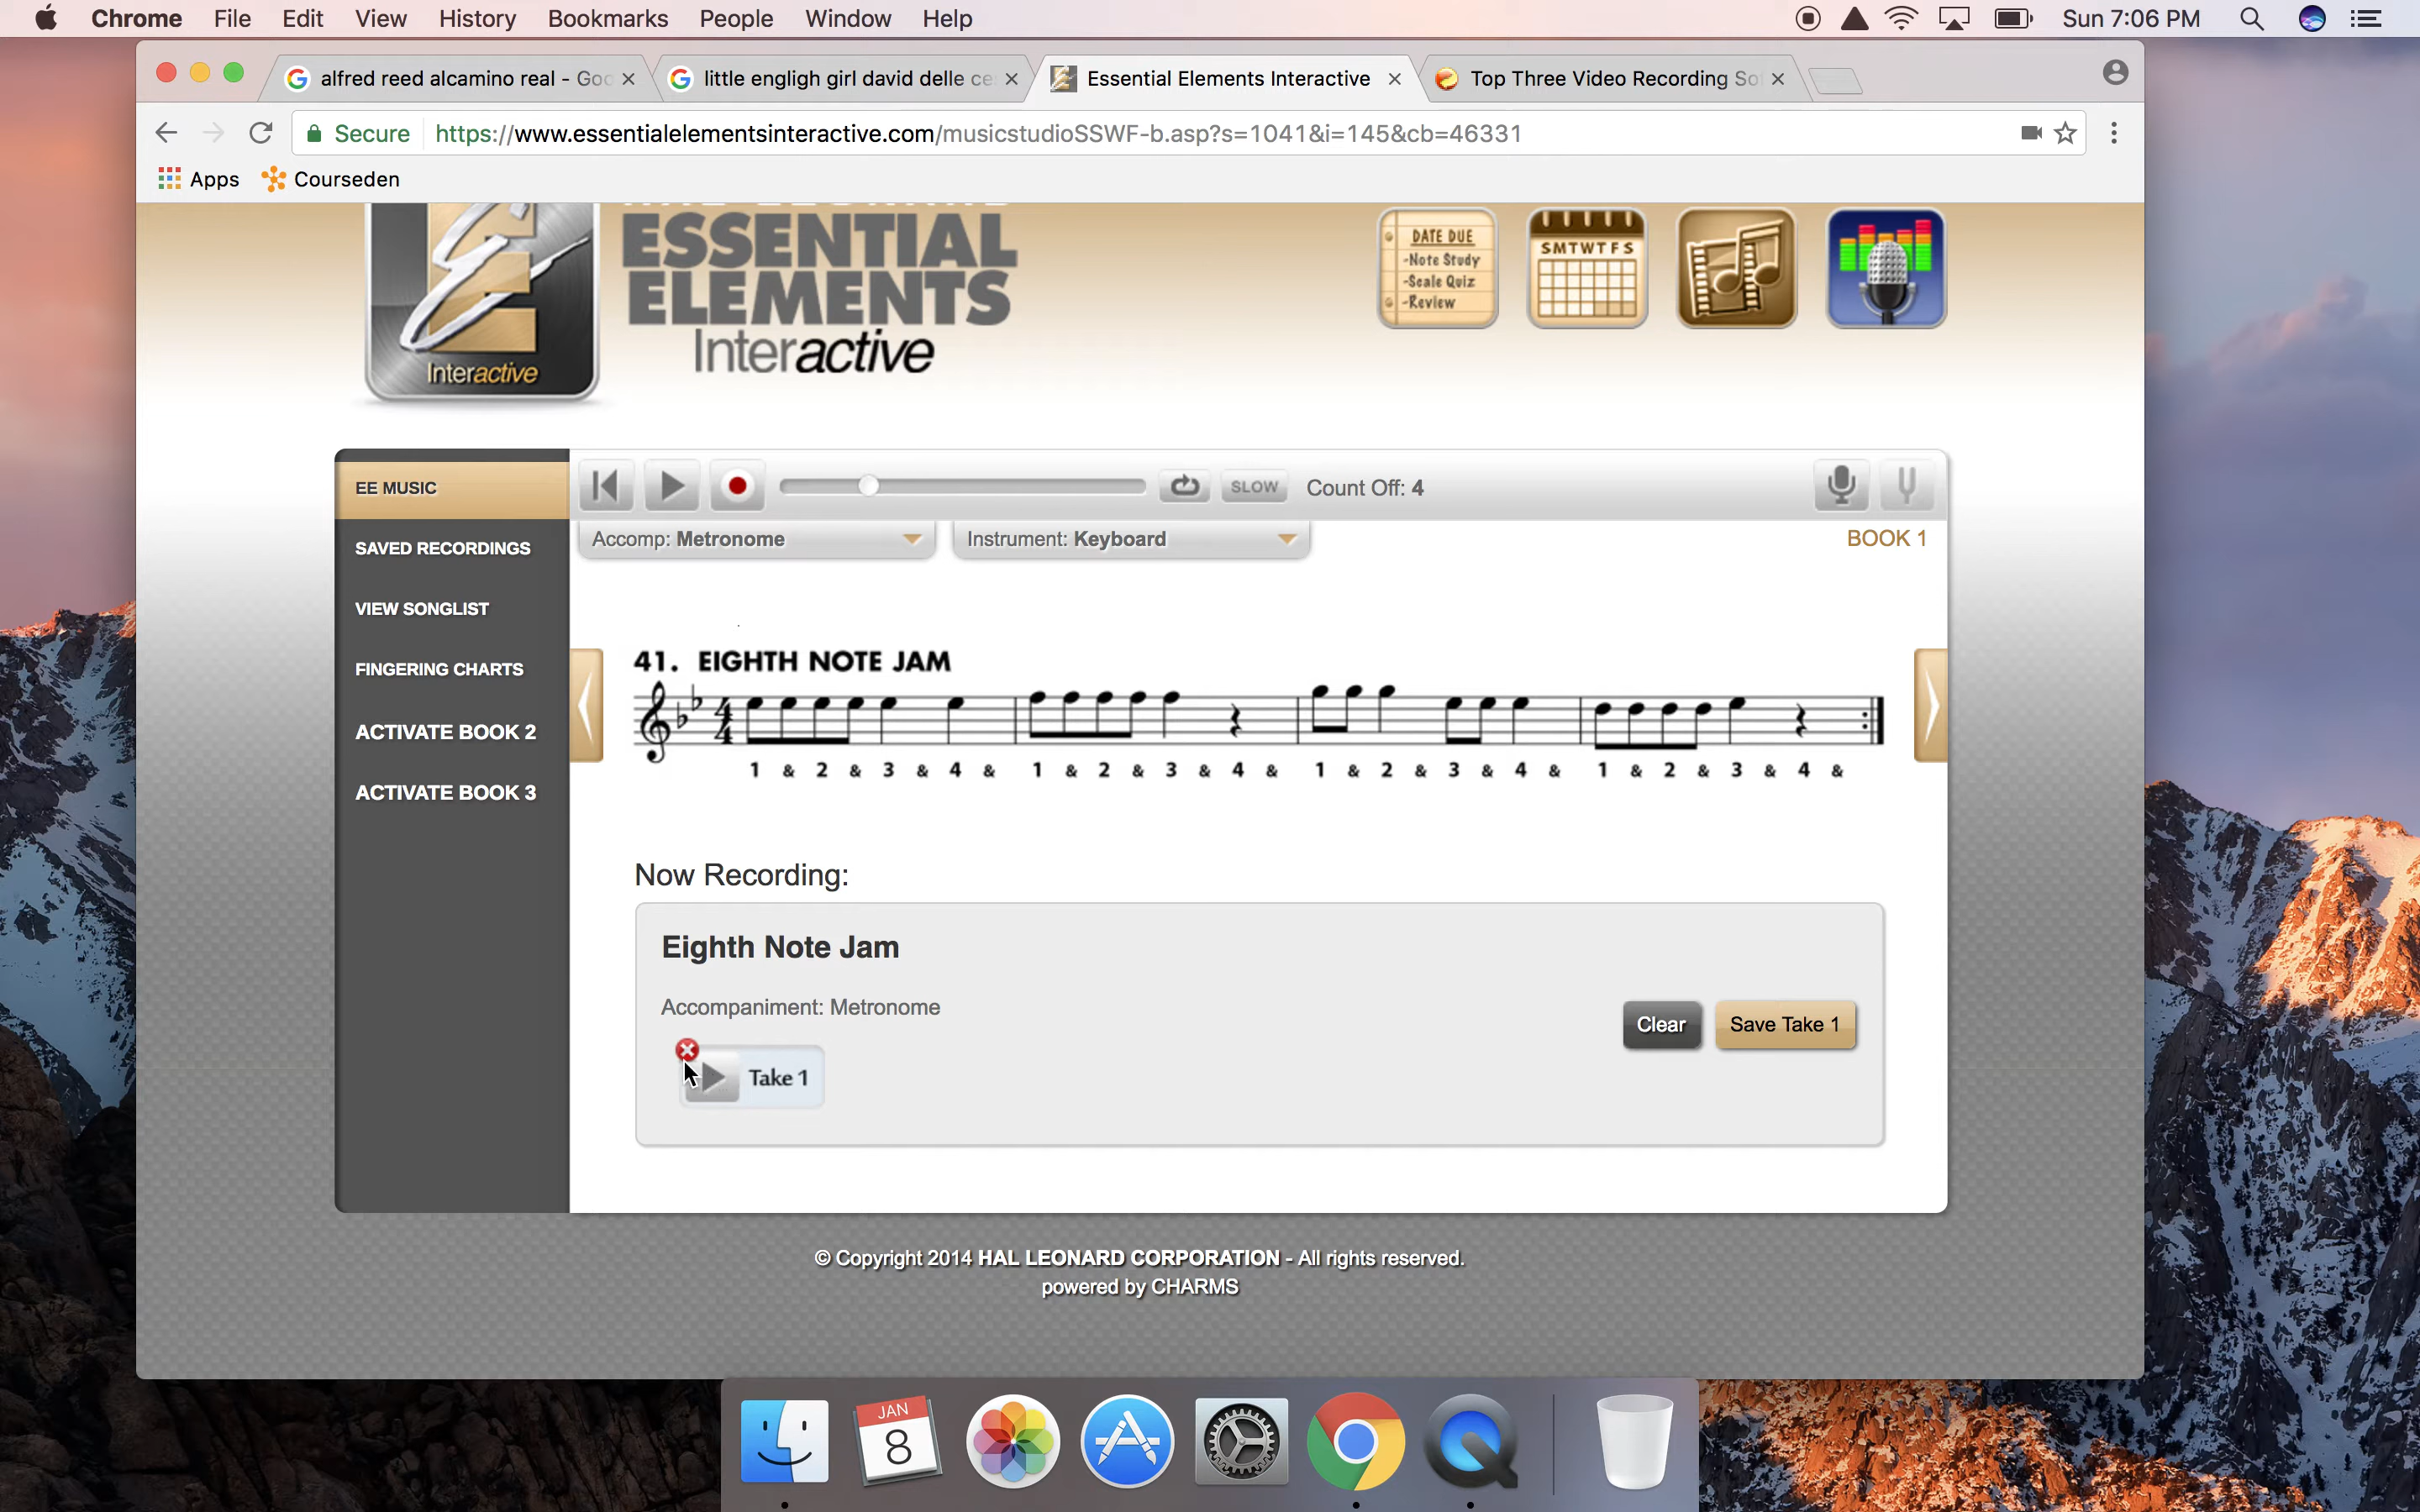 Chrome File Edit View History Bookmarks People Window Help Sun 7:06 PM
alfred reed alcamino real - Goo
little engligh girl david delle ce
Essential Elements Interactive
Top Three Video Recording So
Secure https://www.essentialelementsinteractive.com/musicstudioSSWF-b.asp?s=1041&i=145&cb=46331
Apps Courseden
Interactive
ESSENTIAL
ELEMENTS
Interactive
DATE DUE
-Note Study
-Scale Quiz
-Review
SMTWTFS
EE MUSIC
SAVED RECORDINGS
VIEW SONGLIST
FINGERING CHARTS
ACTIVATE BOOK 2
ACTIVATE BOOK 3
SLOW Count Off: 4
Accomp: Metronome Instrument: Keyboard BOOK 1
41. EIGHTH NOTE JAM
4
4
1 & 2 & 3 & 4 & 1 & 2 & 3 & 4 & 1 & 2 & 3 & 4 & 1 & 2 & 3 & 4 &
Now Recording:
Eighth Note Jam
Accompaniment: Metronome
Take 1
Clear Save Take 1
© Copyright 2014 HAL LEONARD CORPORATION - All rights reserved.
powered by CHARMS
JAN
8